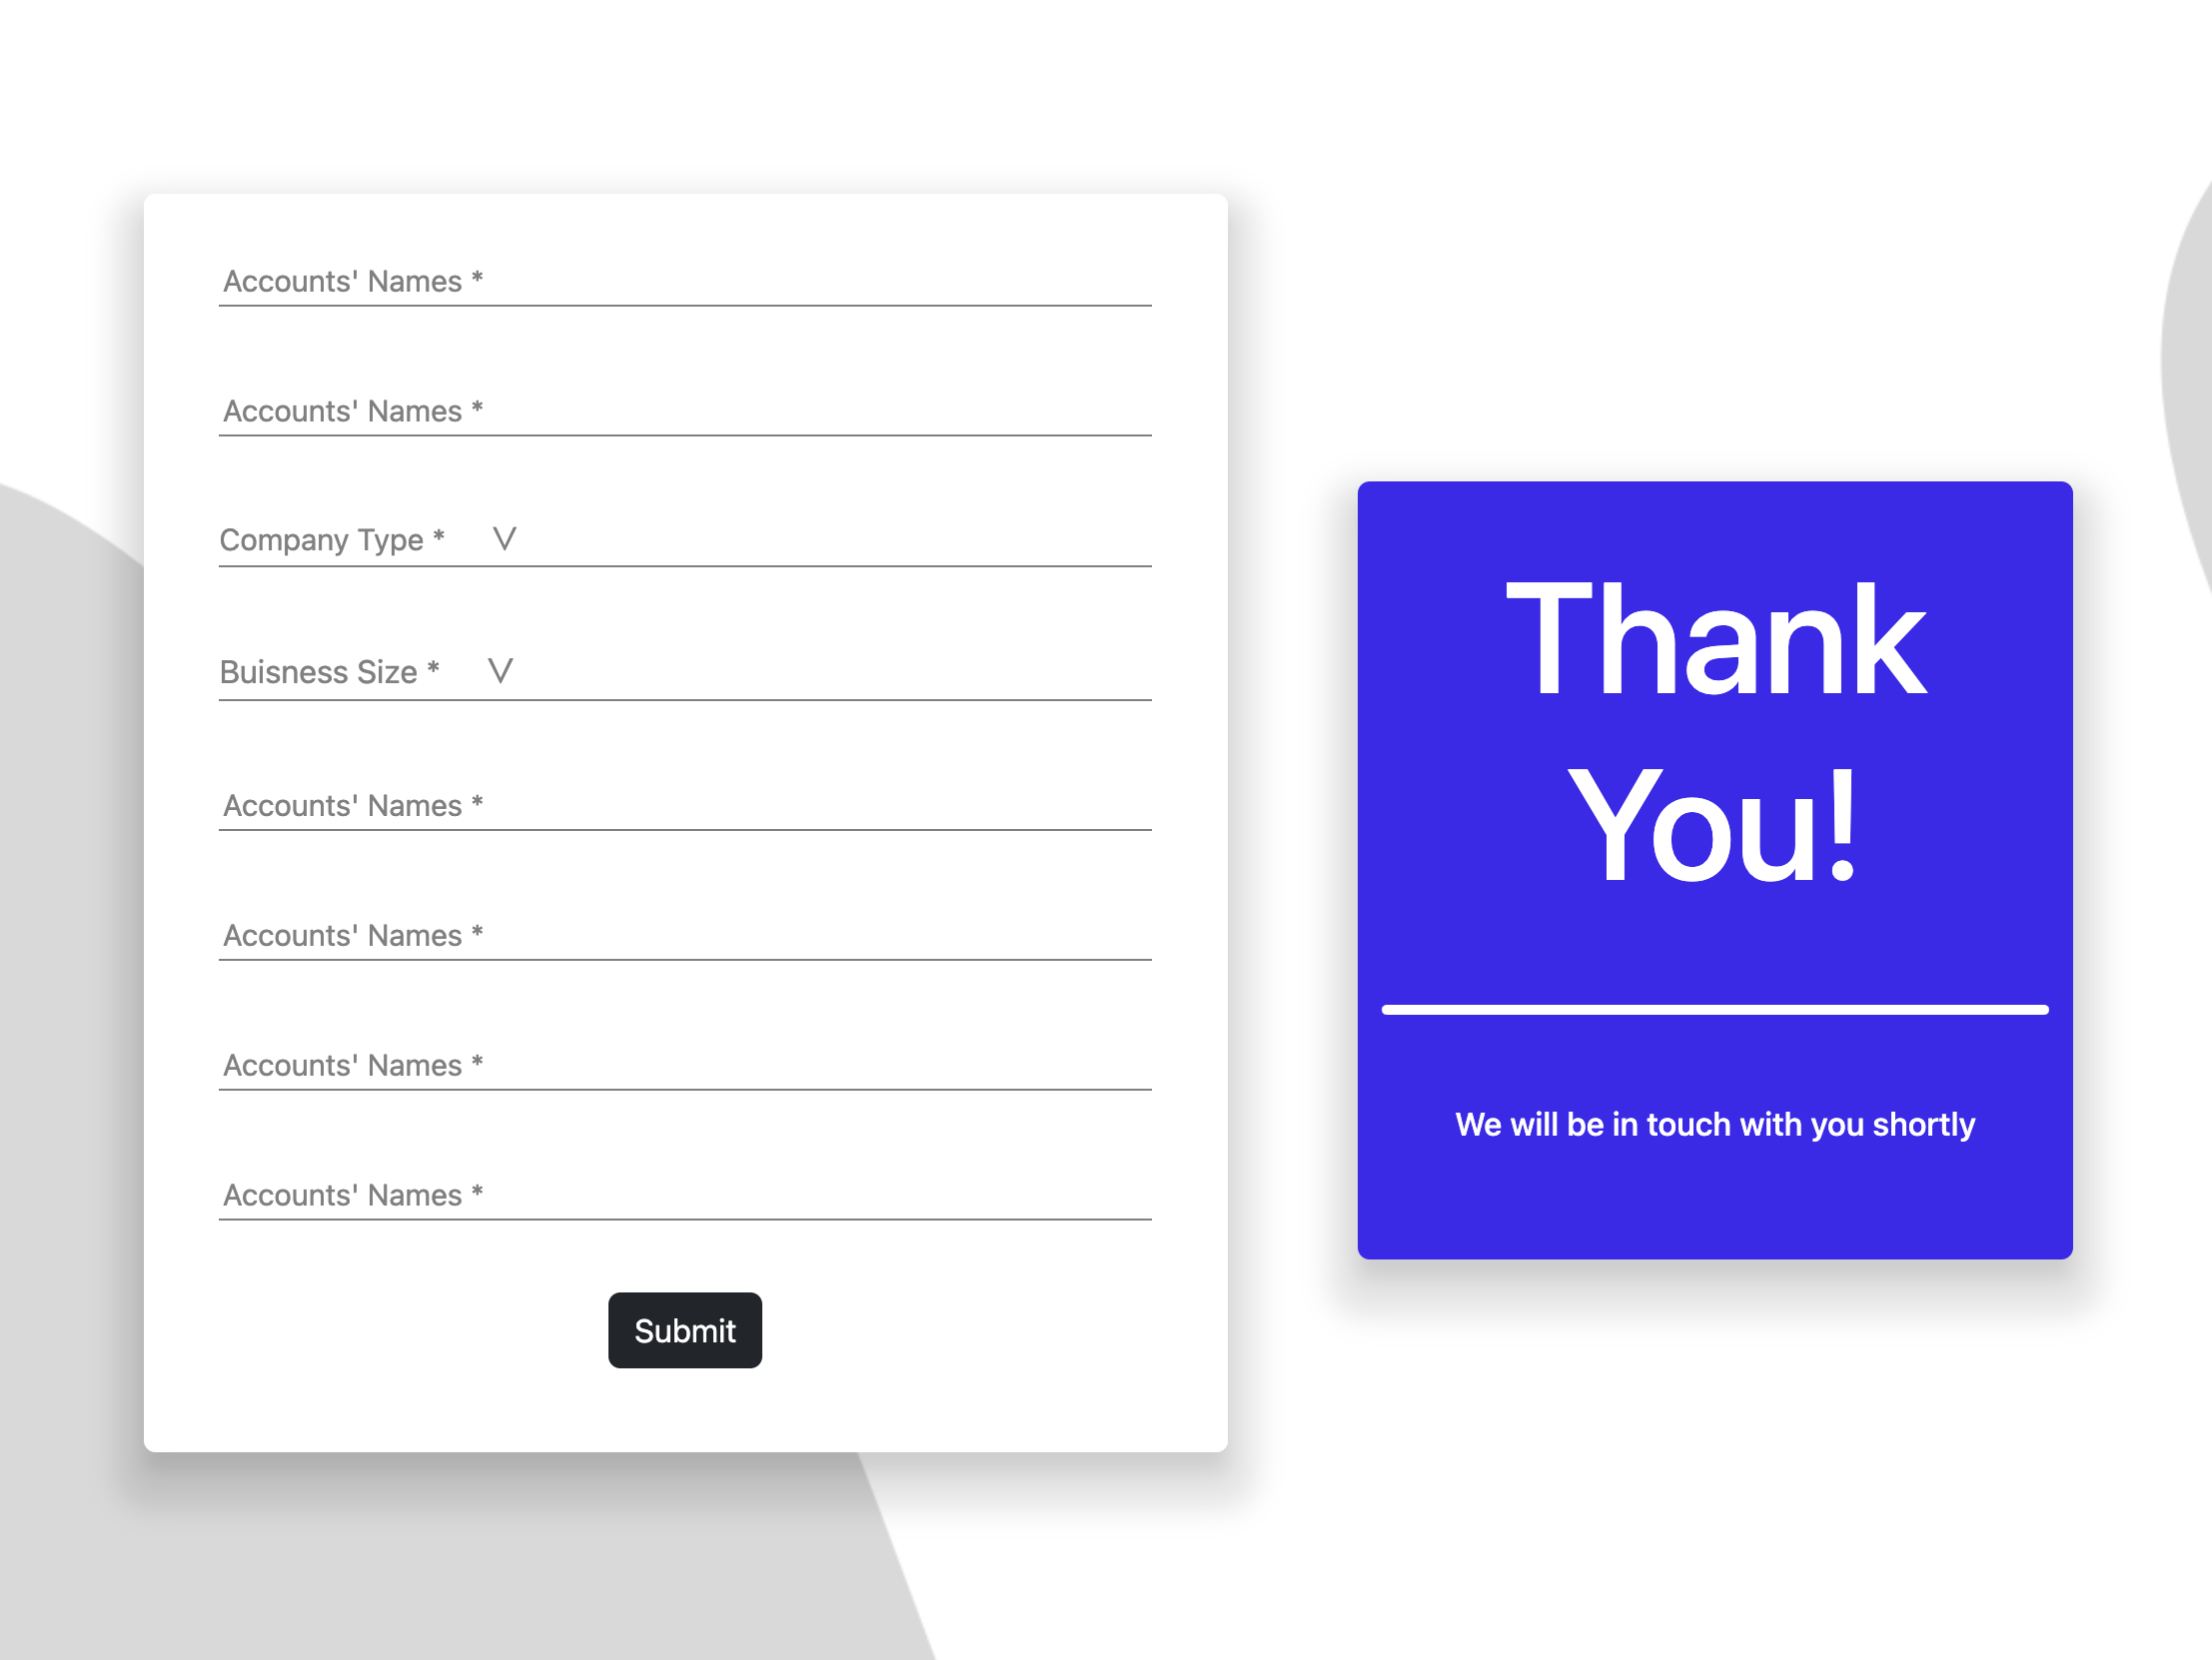 Accounts' Names *
Accounts' Names *
Company Type * V
Buisness Size * V
Accounts' Names *
Accounts' Names *
Accounts' Names *
Accounts' Names *
Submit
Thank
You!
We will be in touch with you shortly